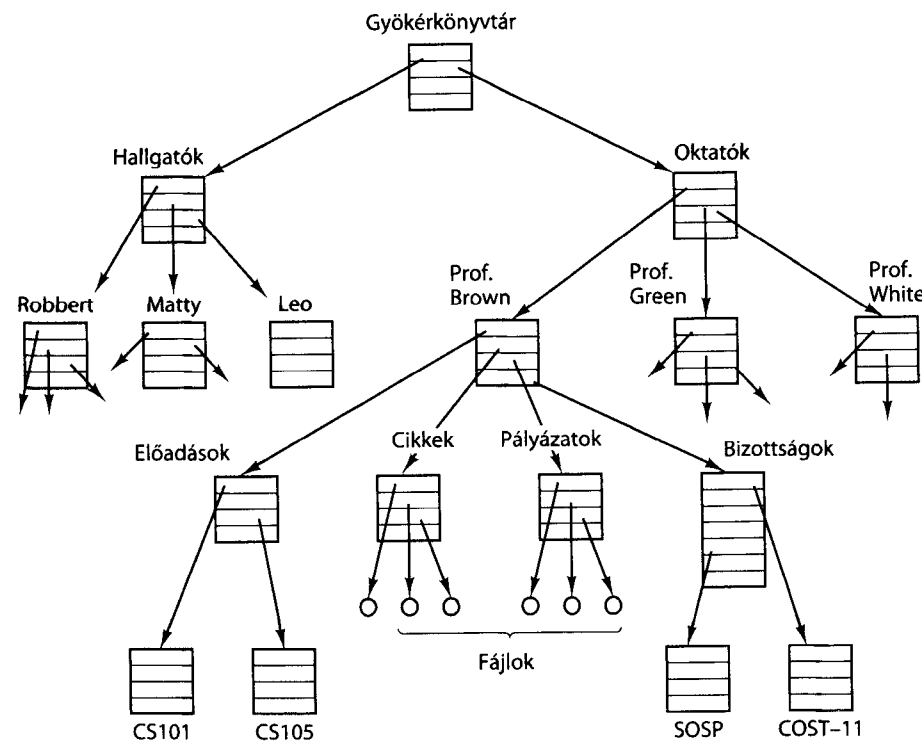 Gyökérkönyvtár
Hallgatók
Oktatók
Robbert
Matty
Leo
Prof.
Brown
Prof.
Green
Prof.
White
Előadások
Cikkek
Pályázatok
Bizottságok
Fájlok
CS101
CS105
SOSP
COST–11